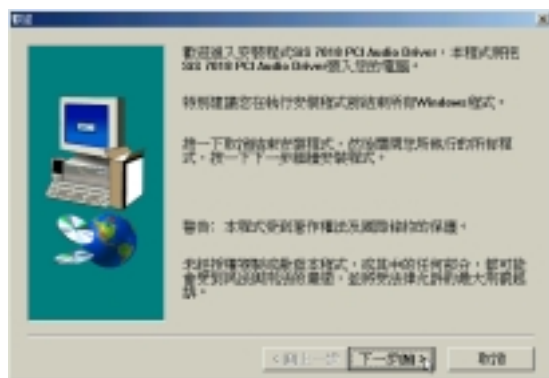 歡迎
歡迎進入安裝程式SiS 7018 PCI Audio Driver，本程式將把
SiS 7018 PCI Audio Driver裝入您的電腦。
特別建議您在執行安裝程式前結束所有Windows程式。
按一下取消結束安裝程式，然後關閉您所執行的所有程
式。按一下下一步繼續安裝程式。
警告: 本程式受到著作權法及國際條約的保護。
未經授權複製或散發本程式，或其中的任何部分，都可能
會受到民法與刑法的嚴懲，並將受法律允許的最大刑罰起
訴。
<回上一步
下一步(N)>
取消